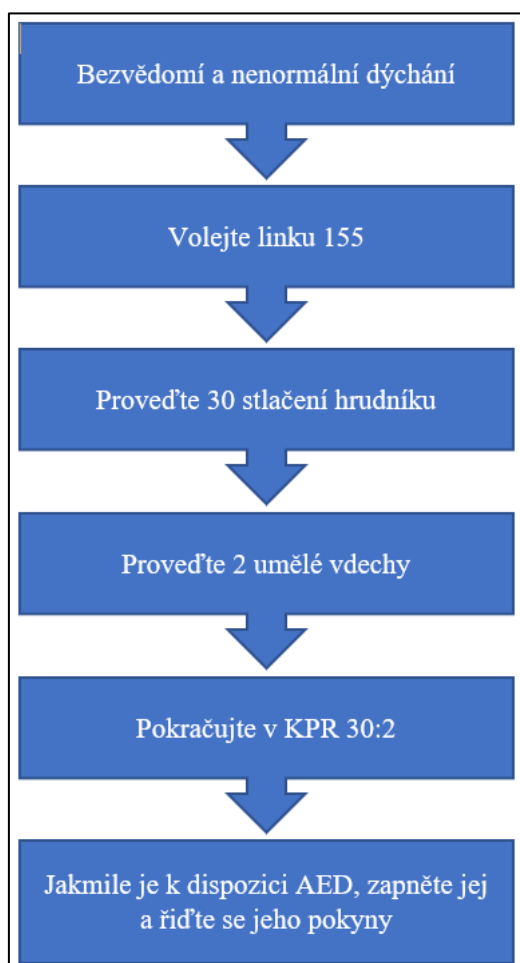 Bezvědomí a nenormální dýchání
Volejte linku 155
Proveďte 30 stlačení hrudníku
Proveďte 2 umělé vdechy
Pokračujte v KPR 30:2
Jakmile je k dispozici AED, zapněte jej
a řiďte se jeho pokyny